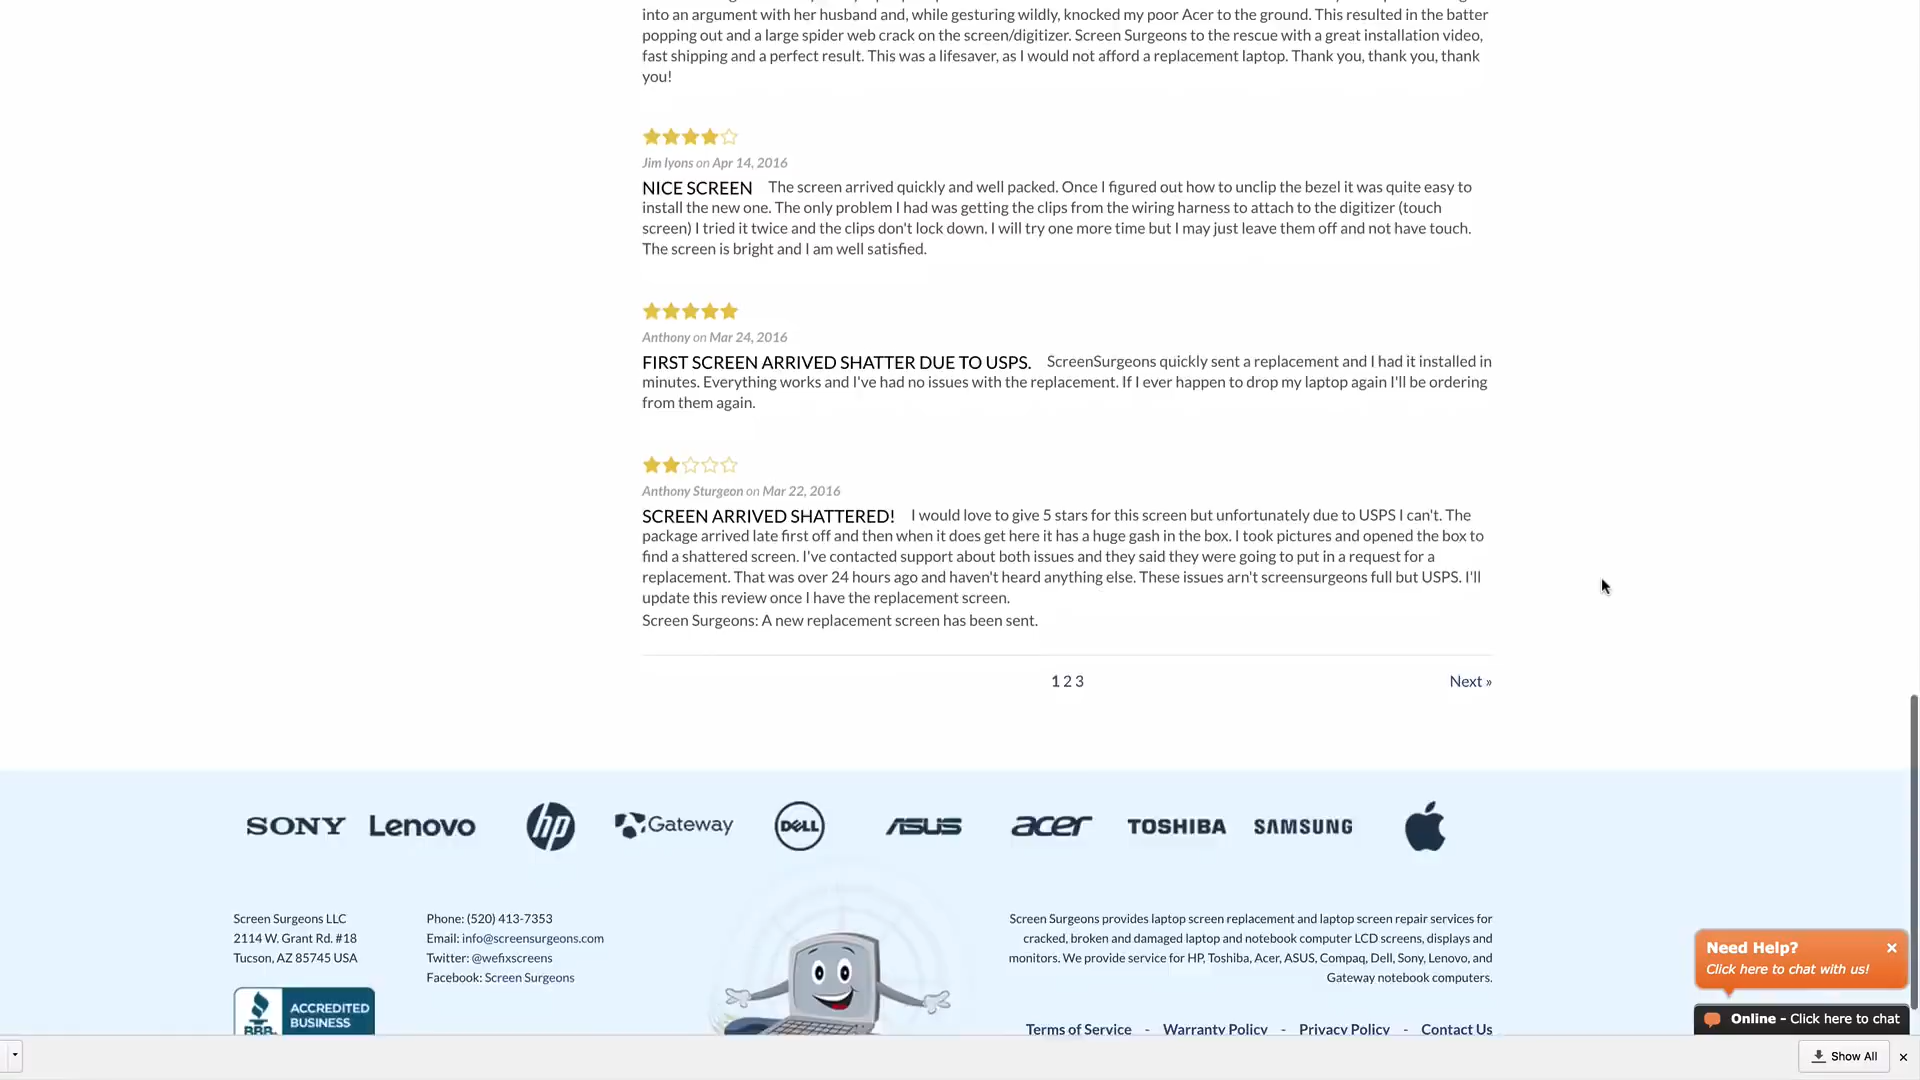 into an argument with her husband and, while gesturing wildly, knocked my poor Acer to the ground. This resulted in the batter
popping out and a large spider web crack on the screen/digitizer. Screen Surgeons to the rescue with a great installation video,
fast shipping and a perfect result. This was a lifesaver, as I would not afford a replacement laptop. Thank you, thank you, thank
you!
Jim lyons on Apr 14, 2016
NICE SCREEN The screen arrived quickly and well packed. Once I figured out how to unclip the bezel it was quite easy to
install the new one. The only problem I had was getting the clips from the wiring harness to attach to the digitizer (touch
screen) I tried it twice and the clips don't lock down. I will try one more time but I may just leave them off and not have touch.
The screen is bright and I am well satisfied.
Anthony on Mar 24, 2016
FIRST SCREEN ARRIVED SHATTER DUE TO USPS. ScreenSurgeons quickly sent a replacement and I had it installed in
minutes. Everything works and I've had no issues with the replacement. If I ever happen to drop my laptop again I'll be ordering
from them again.
Anthony Sturgeon on Mar 22, 2016
SCREEN ARRIVED SHATTERED! I would love to give 5 stars for this screen but unfortunately due to USPS I can't. The
package arrived late first off and then when it does get here it has a huge gash in the box. I took pictures and opened the box to
find a shattered screen. I've contacted support about both issues and they said they were going to put in a request for a
replacement. That was over 24 hours ago and haven't heard anything else. These issues arn't screensurgeons full but USPS. I'll
update this review once I have the replacement screen.
Screen Surgeons: A new replacement screen has been sent.
1 2 3 Next »
SONY Lenovo hp Gateway DELL ASUS acer TOSHIBA SAMSUNG
Screen Surgeons LLC
2114 W. Grant Rd. #18
Tucson, AZ 85745 USA
Phone: (520) 413-7353
Email: info@screensurgeons.com
Twitter: @wefixscreens
Facebook: Screen Surgeons
Screen Surgeons provides laptop screen replacement and laptop screen repair services for
cracked, broken and damaged laptop and notebook computer LCD screens, displays and
monitors. We provide service for HP, Toshiba, Acer, ASUS, Compaq, Dell, Sony, Lenovo, and
Gateway notebook computers.
BBB.
ACCREDITED
BUSINESS
Terms of Service - Warranty Policy - Privacy Policy - Contact Us
Need Help?
Click here to chat with us!
Online - Click here to chat
Show All